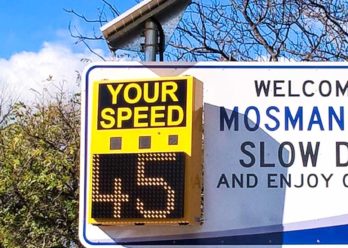 YOUR
SPEED
45
WELCOM
MOSMAN
SLOW D
AND ENJOY